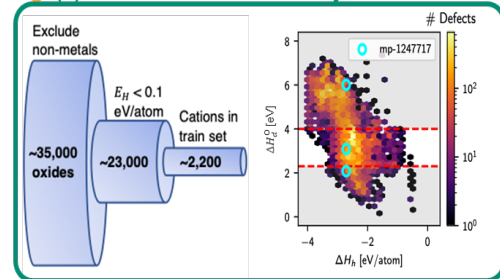 Exclude
non-metals
E_H < 0.1
eV/atom
Cations in
train set
~35,000
oxides
~23,000
~2,200
# Defects
mp-1247717
8
6
4
2
0
ΔH_d^O [eV]
−4
−2
0
ΔH_h [eV/atom]
10^2
10^1
10^0